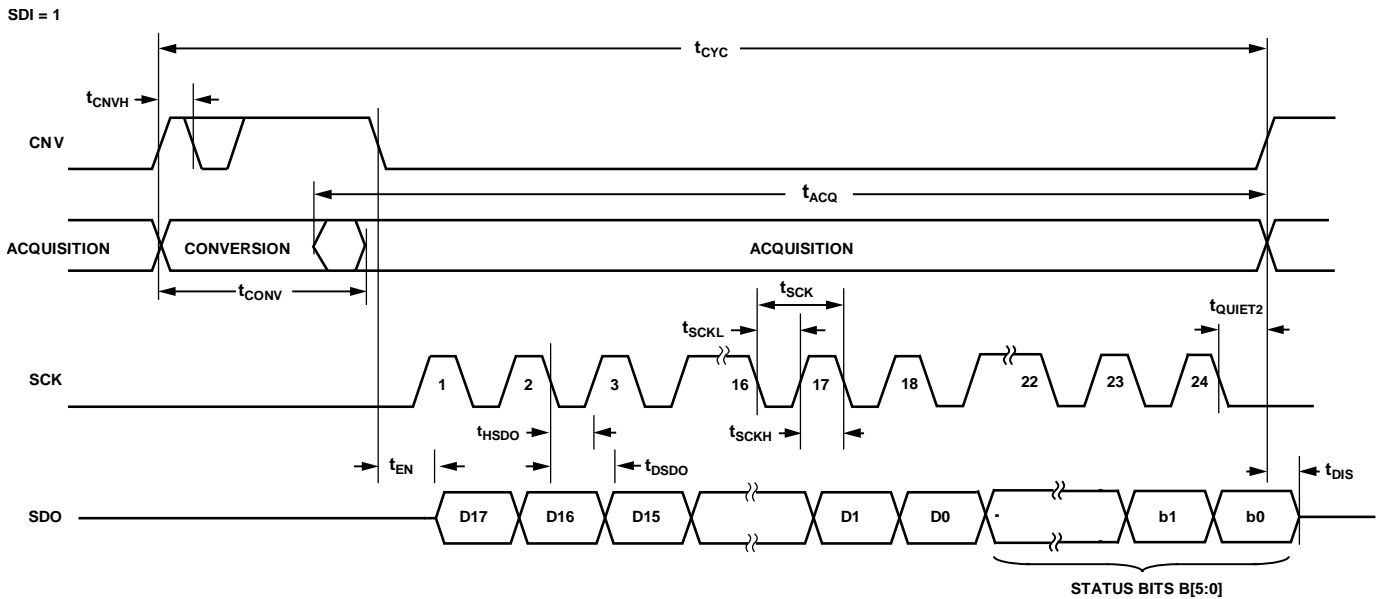 SDI = 1
tCYC
tCNVH
CNV
tACQ
ACQUISITION
CONVERSION
ACQUISITION
tCONV
tSCK
tQUIET2
tSCKL
SCK
1
2
3
16
17
18
22
23
24
tHSDO
tSCKH
tEN
tDSDO
tDIS
SDO
D17
D16
D15
D1
D0
b1
b0
STATUS BITS B[5:0]